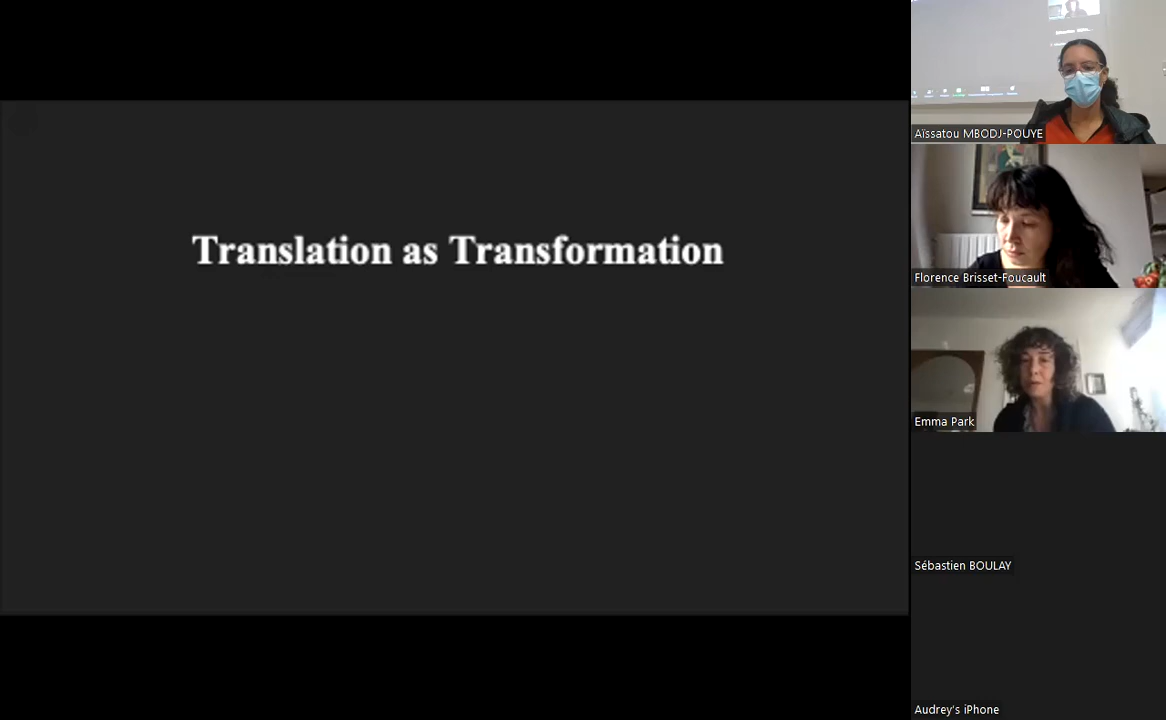 Translation as Transformation
Aïssatou MBODJ-POUYE
Florence Brisset-Foucault
Emma Park
Sébastien BOULAY
Audrey's iPhone